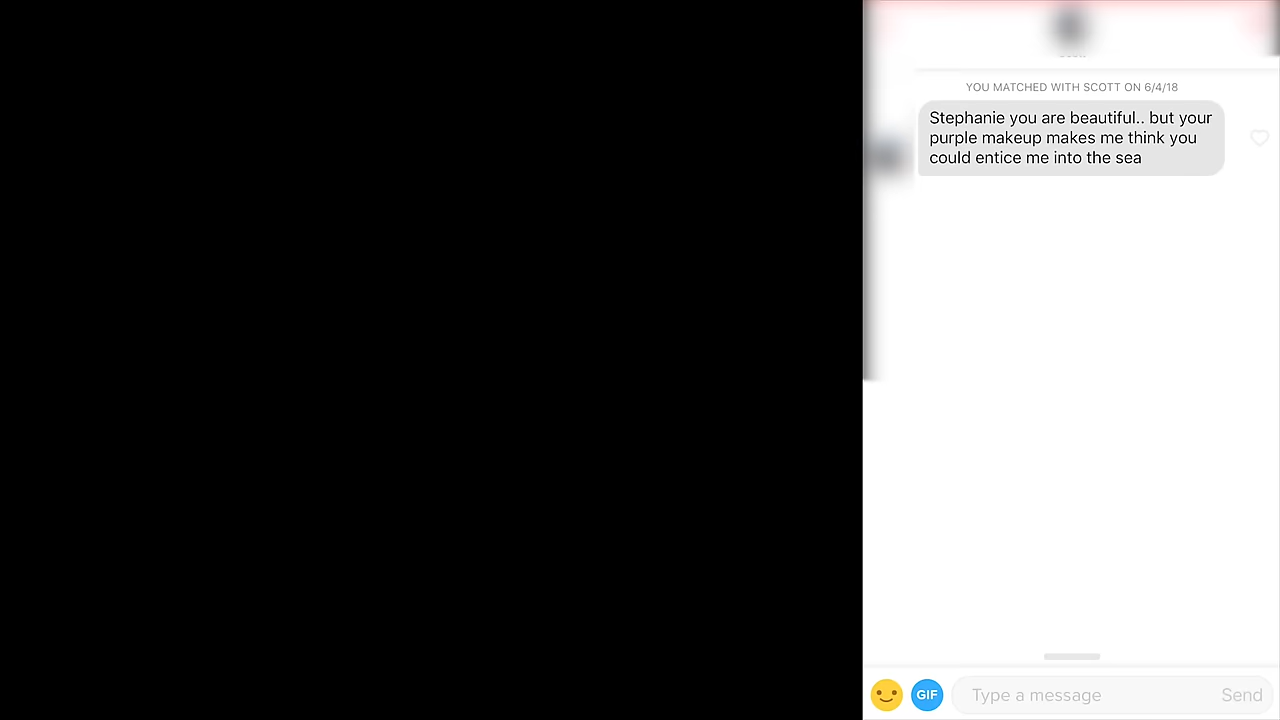 YOU MATCHED WITH SCOTT ON 6/4/18
Stephanie you are beautiful.. but your
purple makeup makes me think you
could entice me into the sea
GIF
Type a message
Send